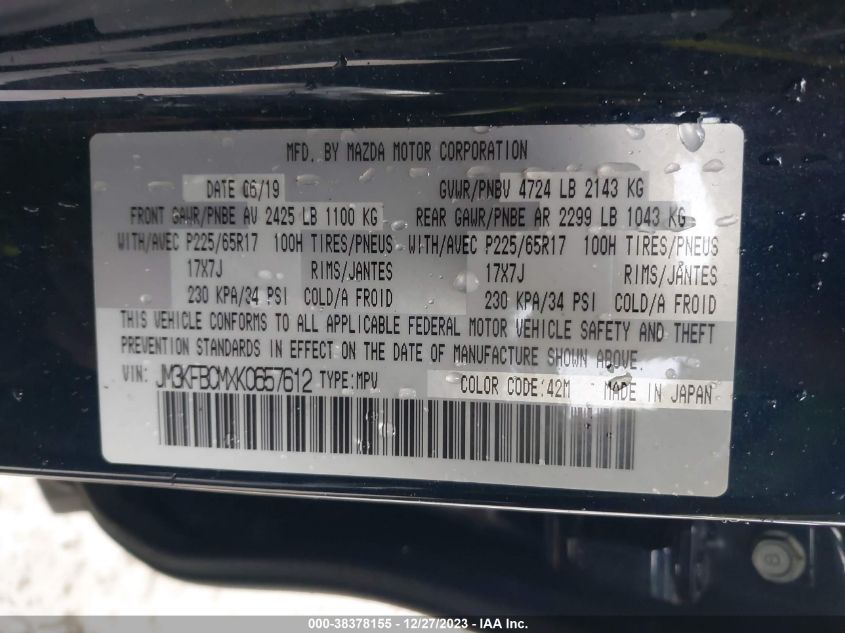 MFD. BY MAZDA MOTOR CORPORATION
DATE 06/19 GVWR/PNBV 4724 LB 2143 KG
FRONT GAWR/PNBE AV 2425 LB 1100 KG REAR GAWR/PNBE AR 2299 LB 1043 KG
WITH/AVEC P225/65R17 100H TIRES/PNEUS WITH/AVEC P225/65R17 100H TIRES/PNEUS
17X7J RIMS/JANTES 17X7J RIMS/JANTES
230 KPA/34 PSI COLD/A FROID 230 KPA/34 PSI COLD/A FROID
THIS VEHICLE CONFORMS TO ALL APPLICABLE FEDERAL MOTOR VEHICLE SAFETY AND THEFT
PREVENTION STANDARDS IN EFFECT ON THE DATE OF MANUFACTURE SHOWN ABOVE.
VIN: JM3KFBCMXK0657612 TYPE:MPV COLOR CODE:42M MADE IN JAPAN
000-38378155 - 12/27/2023 - IAA Inc.